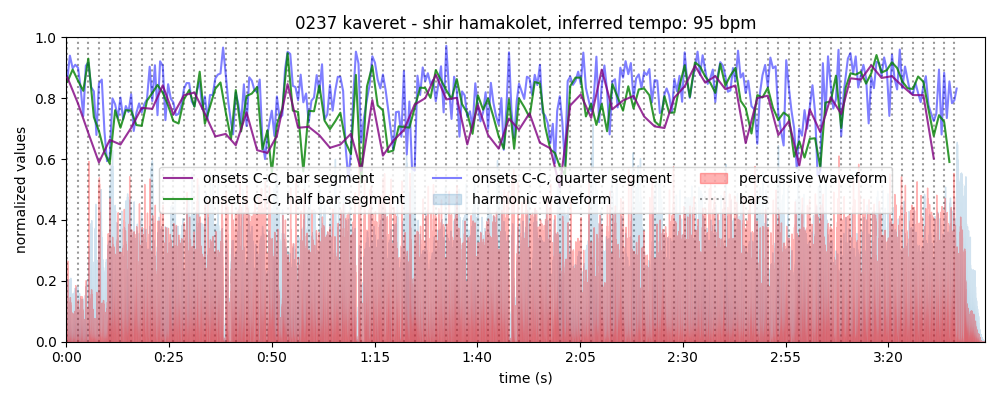 0237 kaveret - shir hamakolet, inferred tempo: 95 bpm
1.0
0.8
0.6
0.4
0.2
0.0
normalized values
onsets C-C, bar segment
onsets C-C, half bar segment
onsets C-C, quarter segment
harmonic waveform
percussive waveform
bars
0:00 0:25 0:50 1:15 1:40 2:05 2:30 2:55 3:20
time (s)